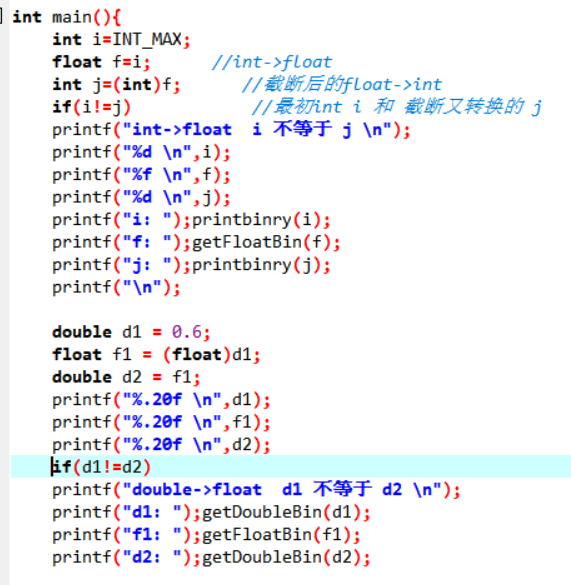 int main(){
int i=INT_MAX;
float f=i; //int->float
int j=(int)f; //截断后的float->int
if(i!=j) //最初int i 和 截断又转换的 j
printf("int->float  i 不等于 j \n");
printf("%d \n",i);
printf("%f \n",f);
printf("%d \n",j);
printf("i: ");printbinry(i);
printf("f: ");getFloatBin(f);
printf("j: ");printbinry(j);
printf("\n");
double d1 = 0.6;
float f1 = (float)d1;
double d2 = f1;
printf("%.20f \n",d1);
printf("%.20f \n",f1);
printf("%.20f \n",d2);
if(d1!=d2)
printf("double->float  d1 不等于 d2 \n");
printf("d1: ");getDoubleBin(d1);
printf("f1: ");getFloatBin(f1);
printf("d2: ");getDoubleBin(d2);